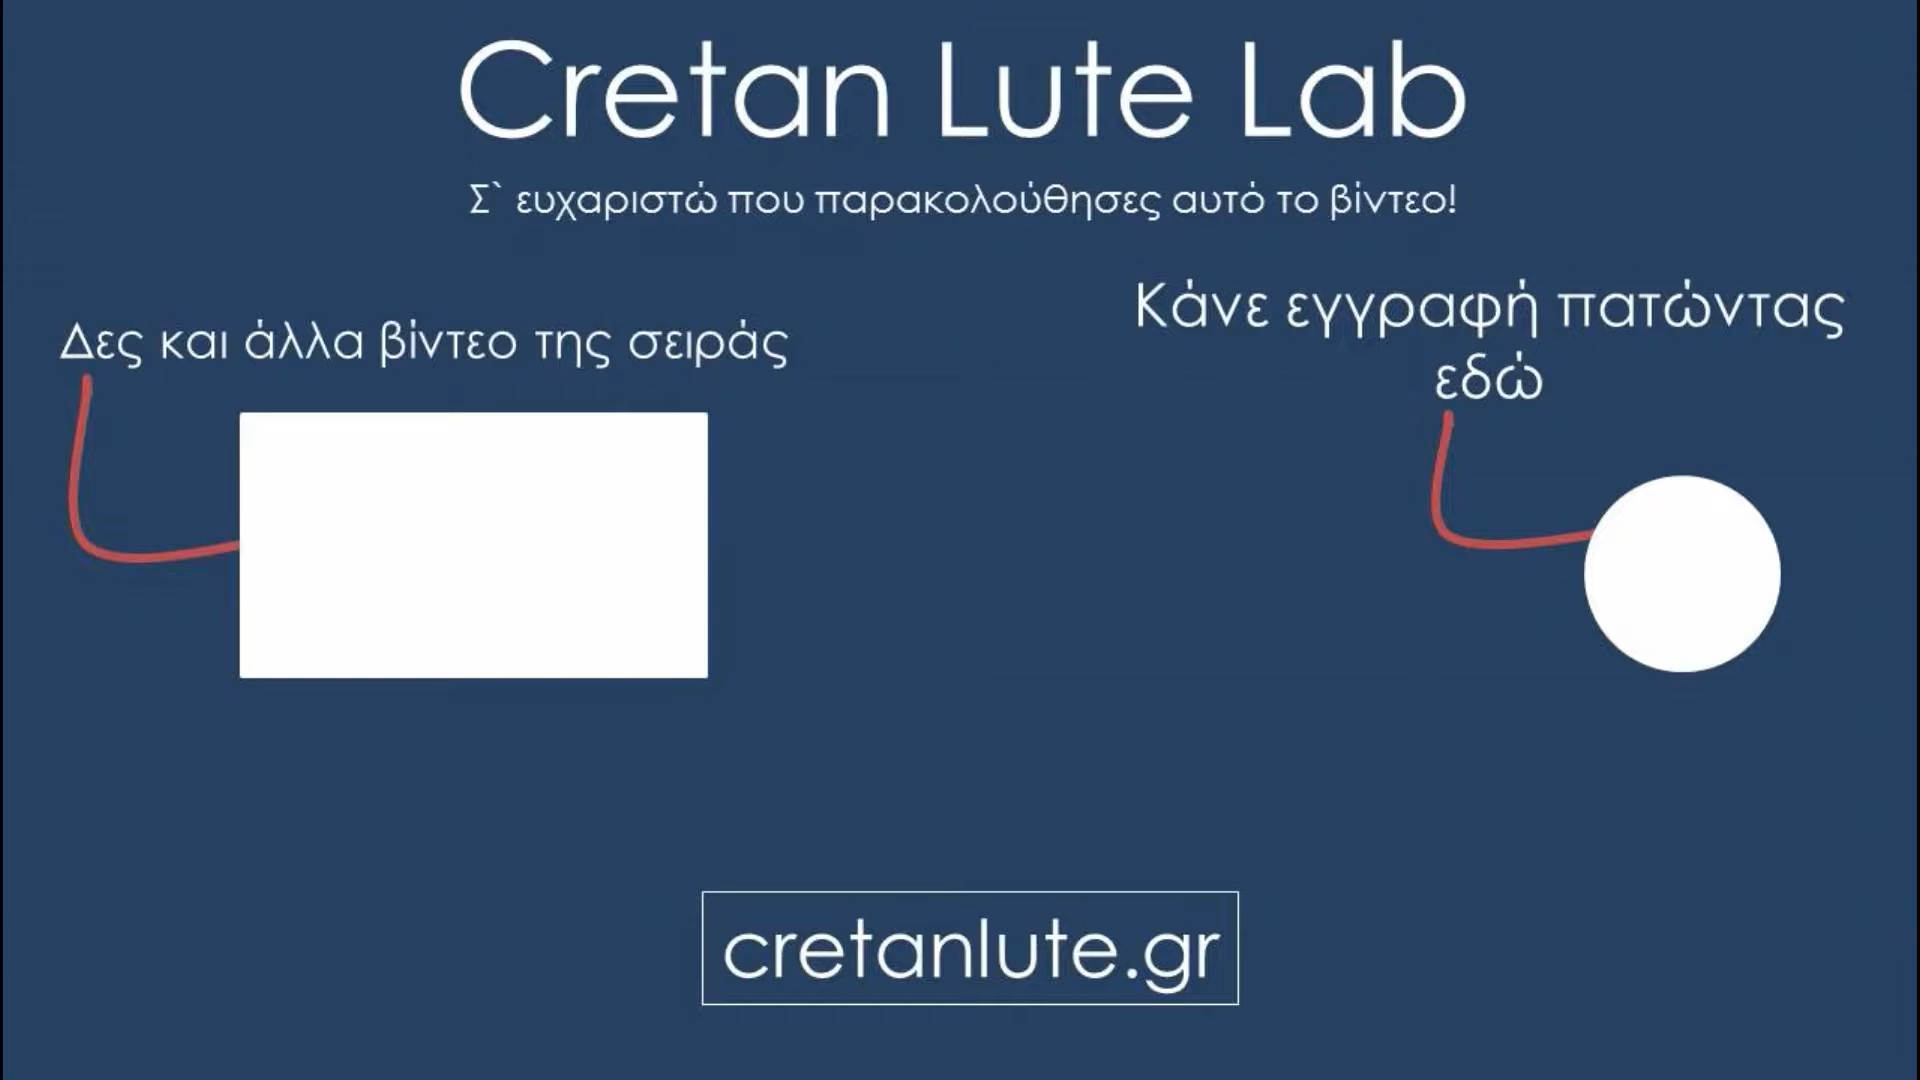 Cretan Lute Lab
Σ` ευχαριστώ που παρακολούθησες αυτό το βίντεο!
Δες και άλλα βίντεο της σειράς
Κάνε εγγραφή πατώντας
εδώ
cretanlute.gr